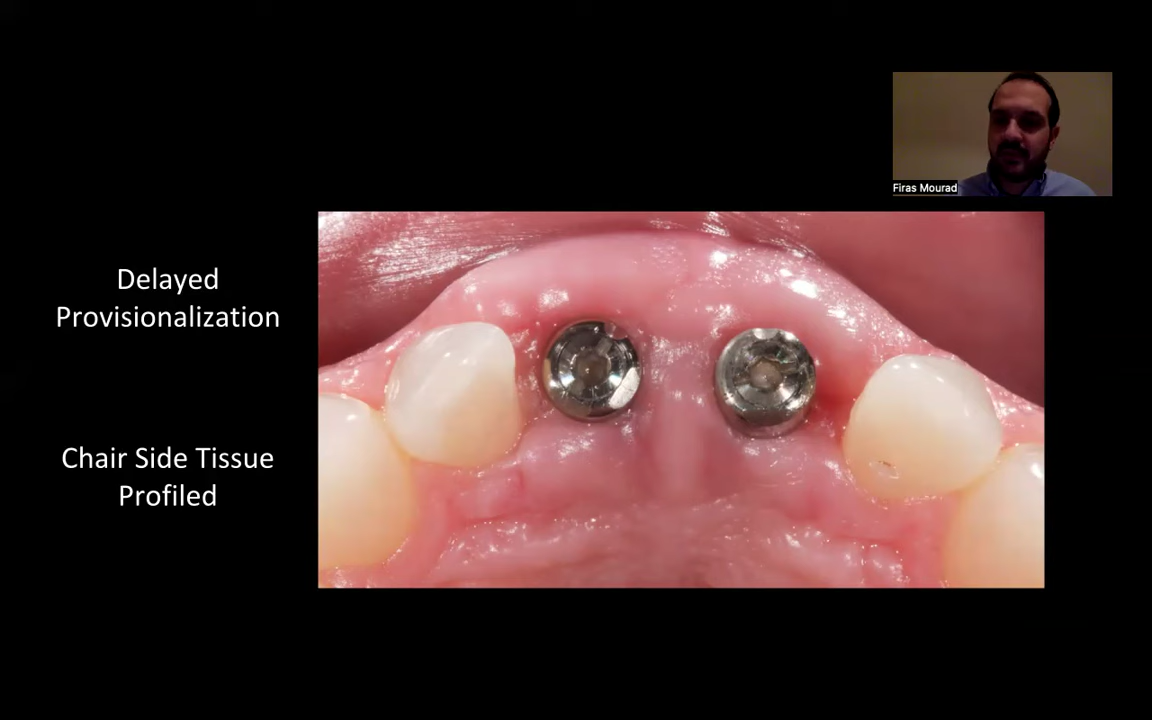 Firas Mourad
Delayed
Provisionalization
Chair Side Tissue
Profiled